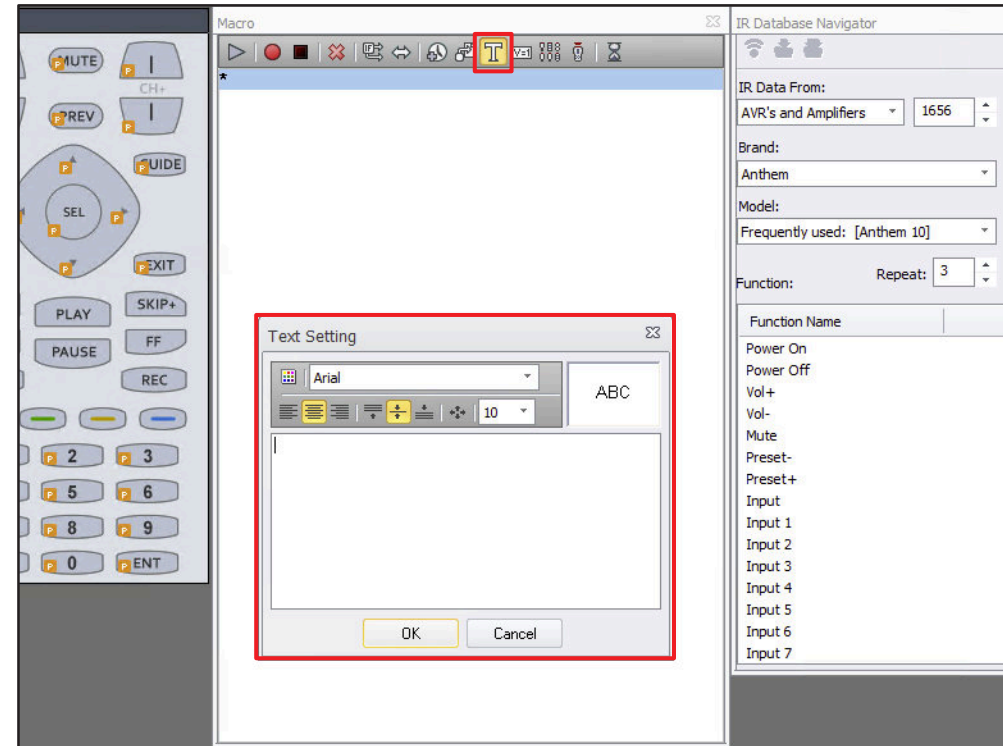 MUTE
CH+
PREV
GUIDE
SEL
EXIT
PLAY
SKIP+
PAUSE
FF
REC
P 2
P 3
P 5
P 6
P 8
P 9
P 0
P ENT
Macro
T
V=1
*
Text Setting
Arial
10
ABC
OK
Cancel
IR Database Navigator
IR Data From:
AVR's and Amplifiers 1656
Brand:
Anthem
Model:
Frequently used: [Anthem 10]
Function:
Repeat: 3
Function Name
Power On
Power Off
Vol+
Vol-
Mute
Preset-
Preset+
Input
Input 1
Input 2
Input 3
Input 4
Input 5
Input 6
Input 7